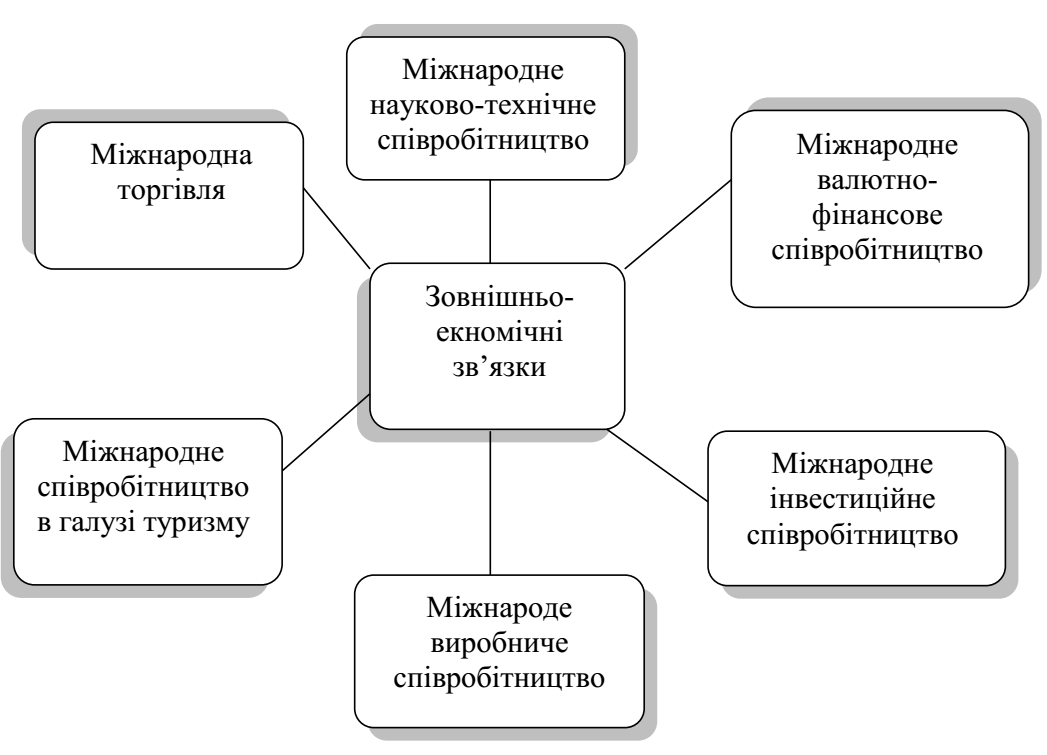 Міжнародне
науково-технічне
співробітництво
Міжнародна
торгівля
Міжнародне
валютно-
фінансове
співробітництво
Зовнішньо-
екномічні
зв’язки
Міжнародне
співробітництво
в галузі туризму
Міжнародне
інвестиційне
співробітництво
Міжнароде
виробниче
співробітництво